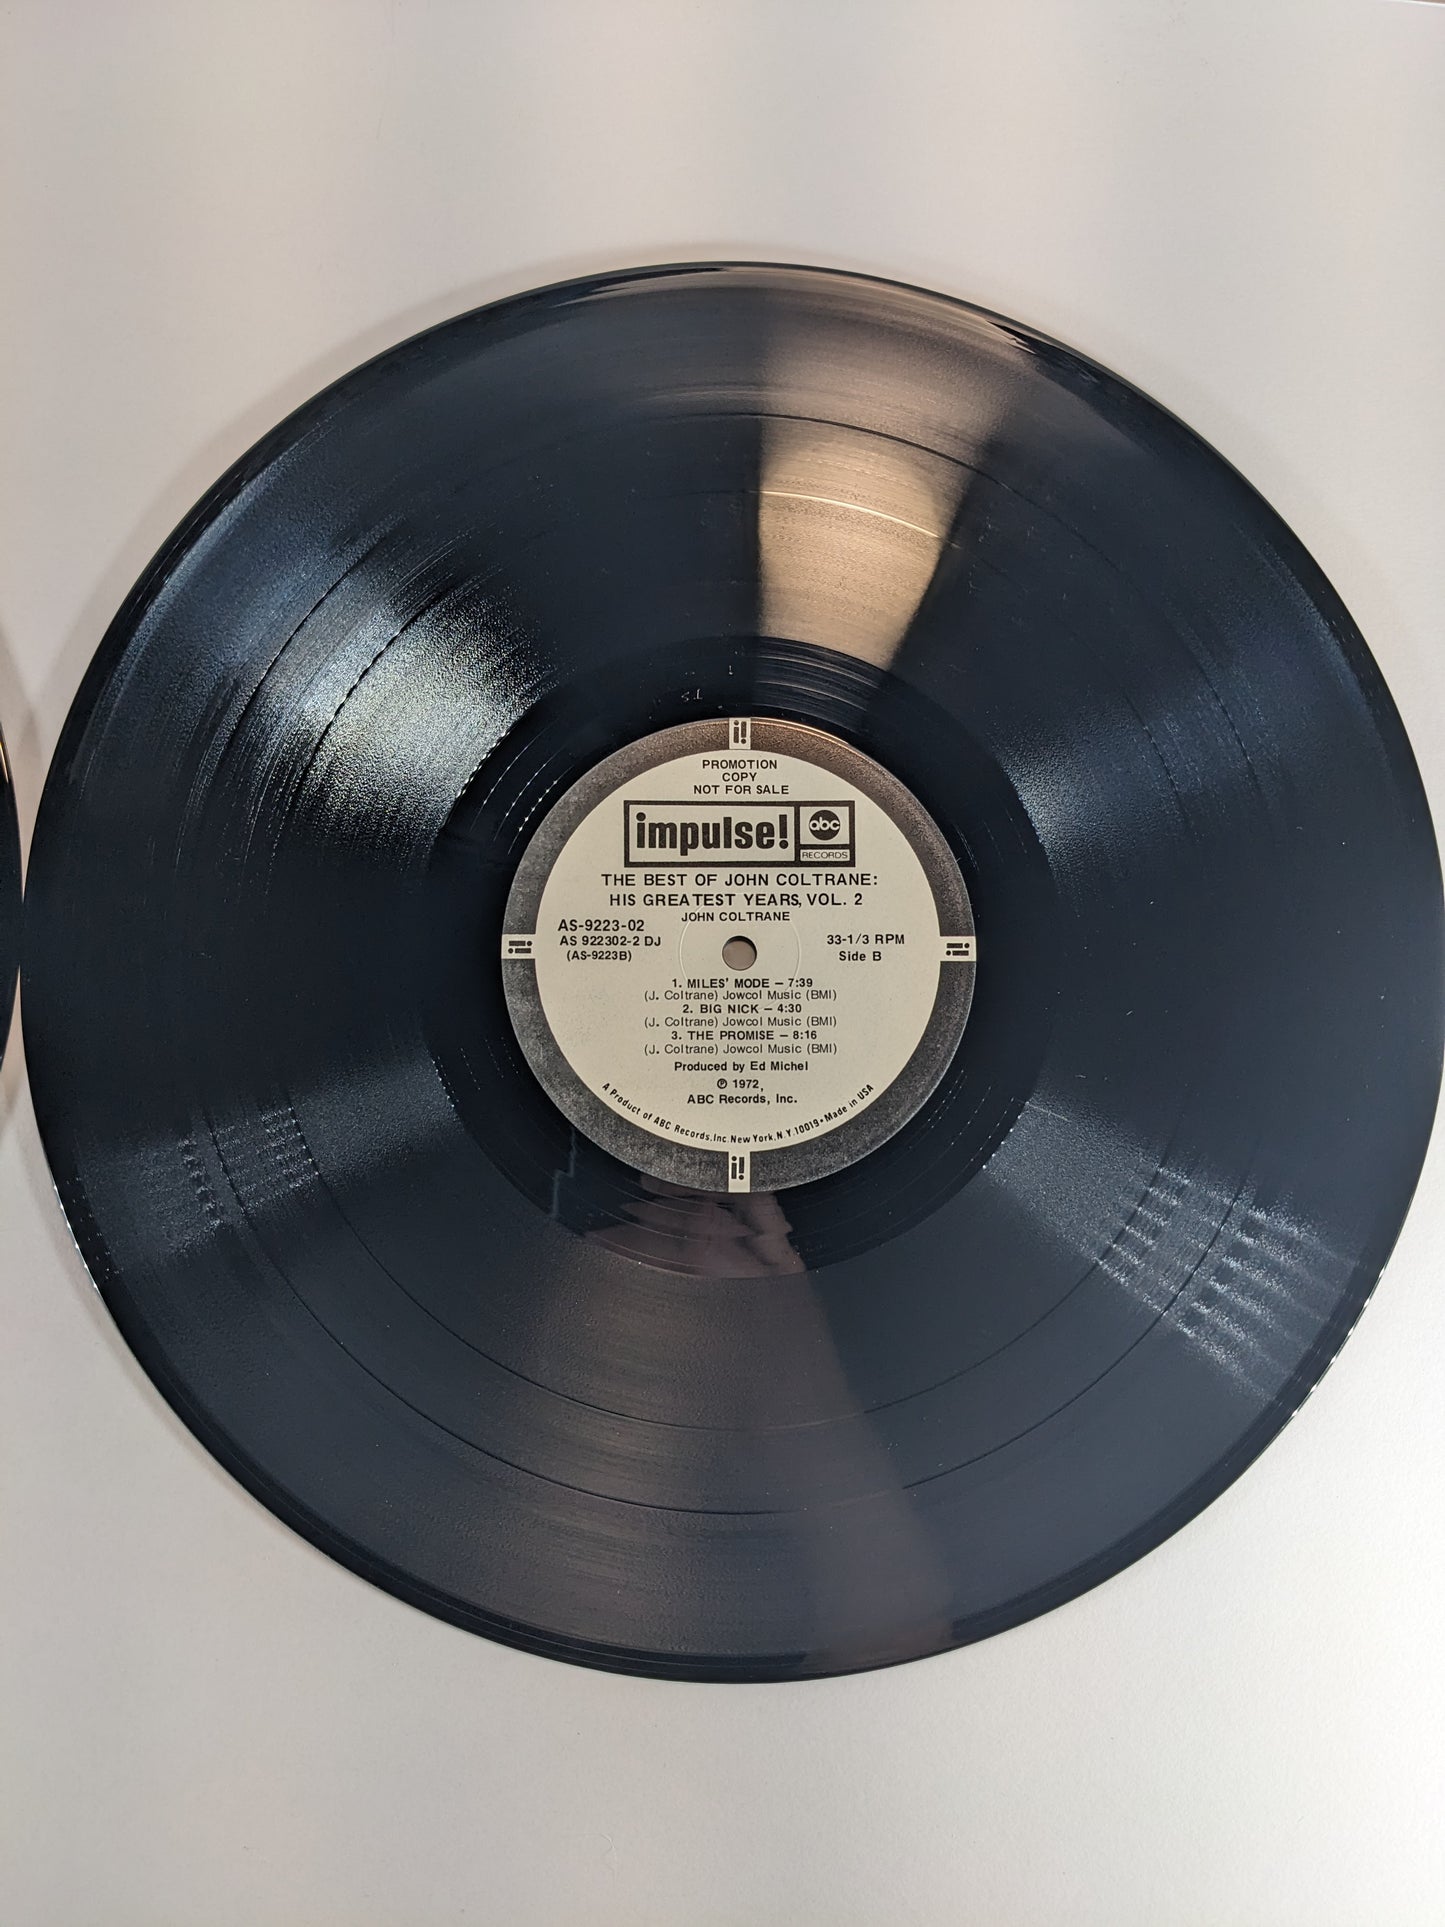 PROMOTION
COPY
NOT FOR SALE
impulse! abc
RECORDS
THE BEST OF JOHN COLTRANE:
HIS GREATEST YEARS, VOL. 2
JOHN COLTRANE
AS-9223-02
AS 922302-2 DJ
(AS-9223B)
33-1/3 RPM
Side B
1. MILES' MODE — 7:39
(J. Coltrane) Jowcol Music (BMI)
2. BIG NICK — 4:30
(J. Coltrane) Jowcol Music (BMI)
3. THE PROMISE — 8:16
(J. Coltrane) Jowcol Music (BMI)
Produced by Ed Michel
℗ 1972,
ABC Records, Inc.
A Product of ABC Records, Inc. New York, N.Y. 10019 • Made in USA